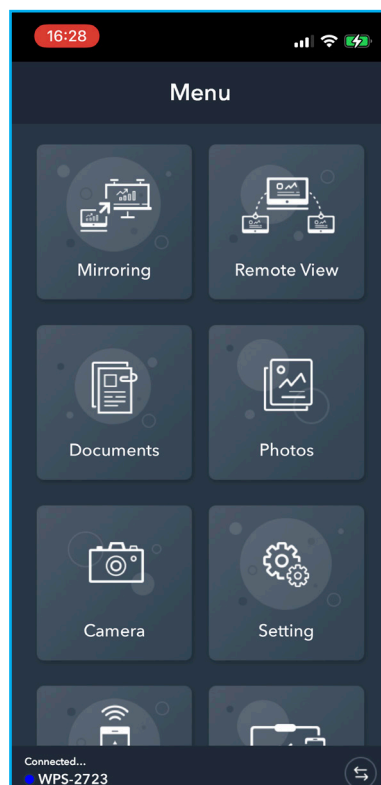 16:28
Menu
Mirroring
Remote View
Documents
Photos
Camera
Setting
Connected...
WPS-2723